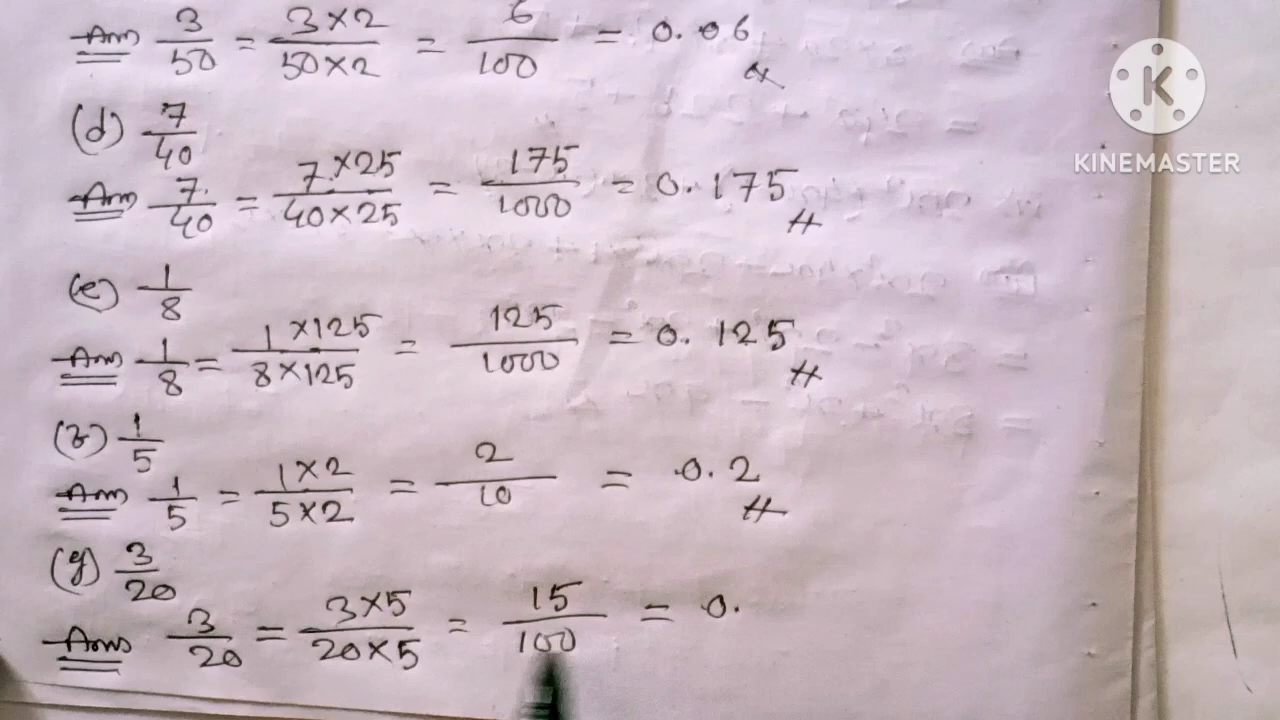 Ans 3/50 = 3×2/50×2 = 6/100 = 0.06
(d) 7/40
Ans 7/40 = 7×25/40×25 = 175/1000 = 0.175
(e) 1/8
Ans 1/8 = 1×125/8×125 = 125/1000 = 0.125
(f) 1/5
Ans 1/5 = 1×2/5×2 = 2/10 = 0.2
(g) 3/20
Ans 3/20 = 3×5/20×5 = 15/100 = 0.
K
KINEMASTER